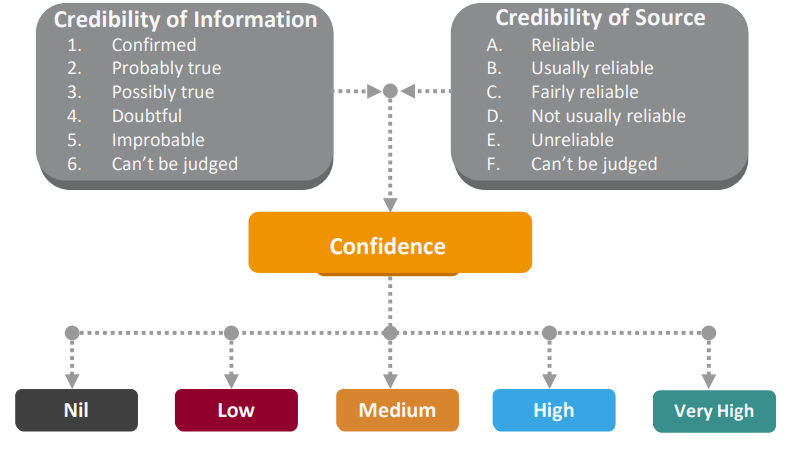 Credibility of Information
1. Confirmed
2. Probably true
3. Possibly true
4. Doubtful
5. Improbable
6. Can't be judged
Credibility of Source
A. Reliable
B. Usually reliable
C. Fairly reliable
D. Not usually reliable
E. Unreliable
F. Can't be judged
Confidence
Nil
Low
Medium
High
Very High